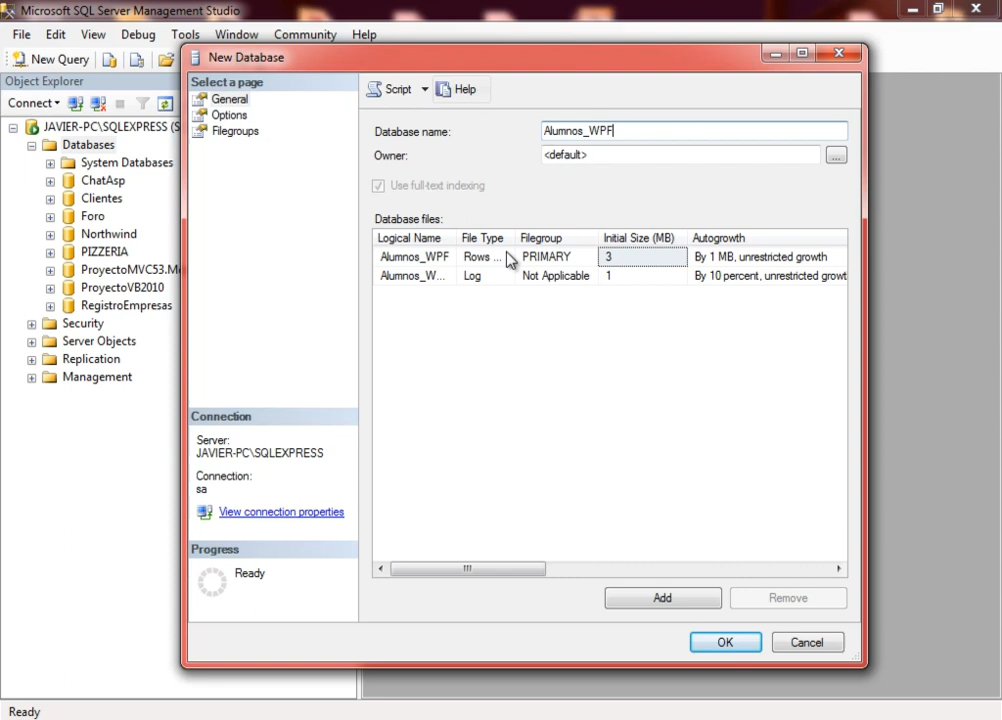 Microsoft SQL Server Management Studio
File Edit View Debug Tools Window Community Help
New Query
Object Explorer
Connect
JAVIER-PC\SQLEXPRESS (S
Databases
System Databases
ChatAsp
Clientes
Foro
Northwind
PIZZERIA
ProyectoMVC53.M
ProyectoVB2010
RegistroEmpresas
Security
Server Objects
Replication
Management
New Database
Select a page
General
Options
Filegroups
Script Help
Database name: Alumnos_WPF
Owner: <default> ...
Use full-text indexing
Database files:
Logical Name File Type Filegroup Initial Size (MB) Autogrowth
Alumnos_WPF Rows ... PRIMARY 3 By 1 MB, unrestricted growth
Alumnos_W... Log Not Applicable 1 By 10 percent, unrestricted growt
Connection
Server:
JAVIER-PC\SQLEXPRESS
Connection:
sa
View connection properties
Progress
Ready
Add Remove
OK Cancel
Ready